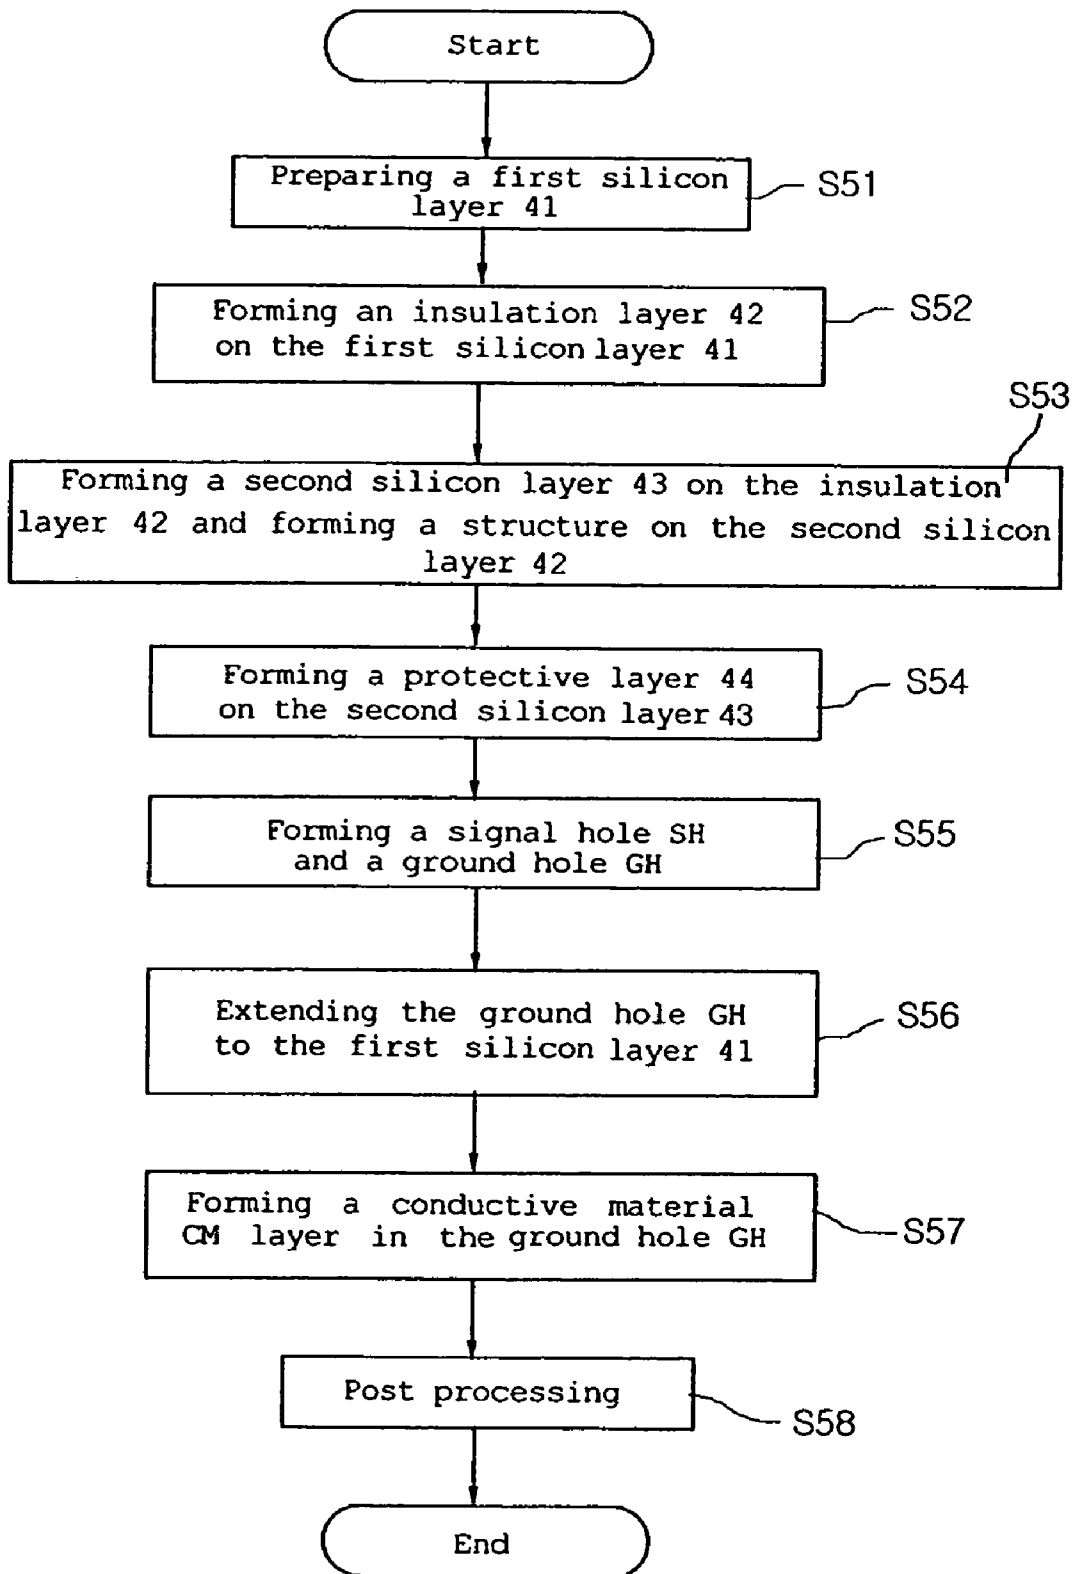 Start
Preparing a first silicon
layer 41
S51
Forming an insulation layer 42
on the first silicon layer 41
S52
S53
Forming a second silicon layer 43 on the insulation
layer 42 and forming a structure on the second silicon
layer 42
Forming a protective layer 44
on the second silicon layer 43
S54
Forming a signal hole SH
and a ground hole GH
S55
Extending the ground hole GH
to the first silicon layer 41
S56
Forming a conductive material
CM layer in the ground hole GH
S57
Post processing
S58
End